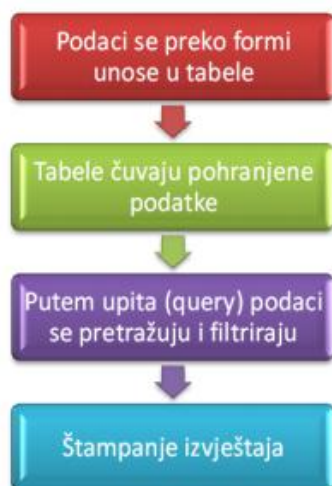 Podaci se preko formi
unose u tabele
Tabele čuvaju pohranjene
podatke
Putem upita (query) podaci
se pretražuju i filtriraju
Štampanje izvještaja